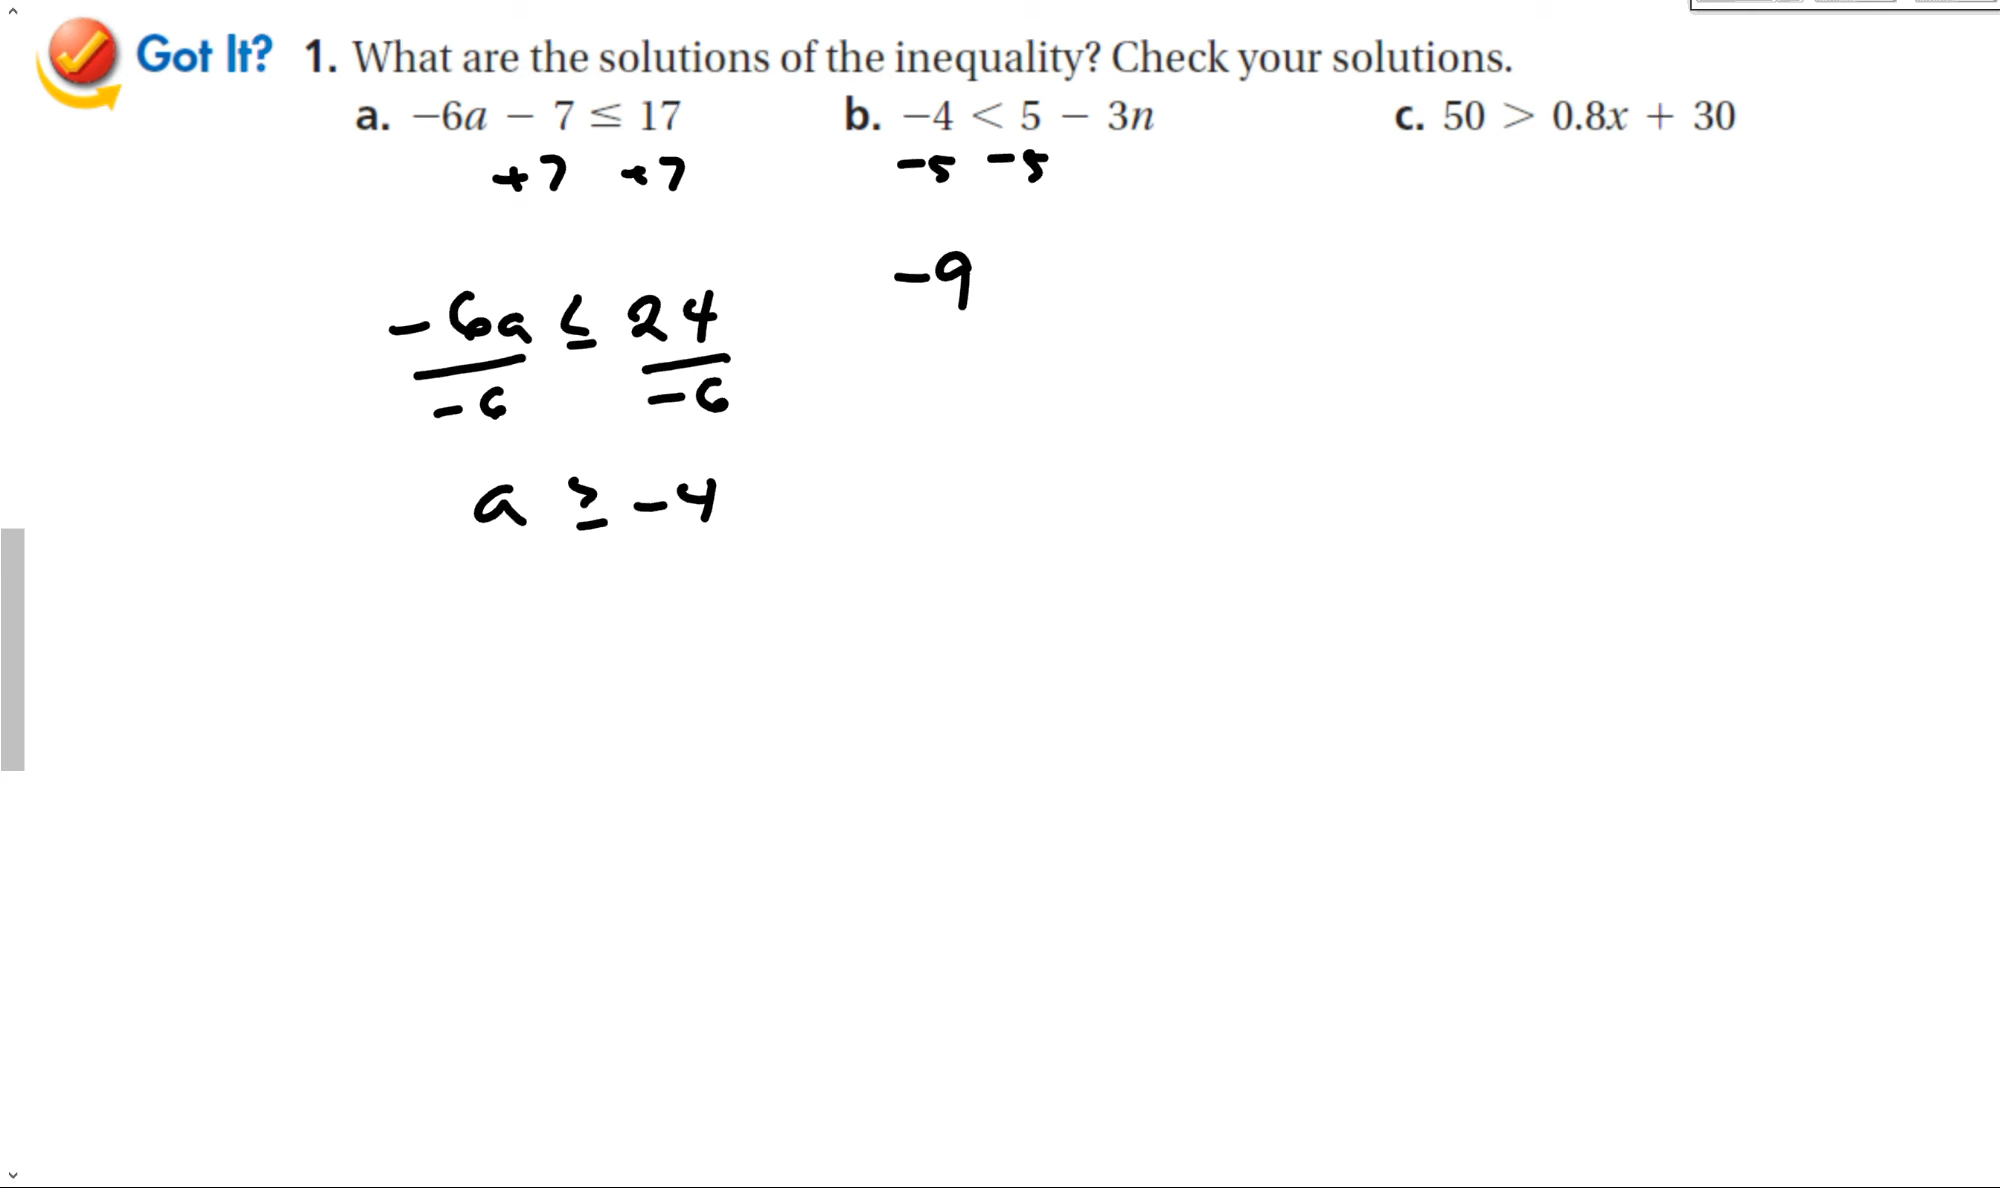 Got It? 1. What are the solutions of the inequality? Check your solutions.
a. −6a − 7 ≤ 17 b. −4 < 5 − 3n c. 50 > 0.8x + 30
+7 +7 -5 -5
-9
-6a ≤ 24
-6 -6
a ≥ -4